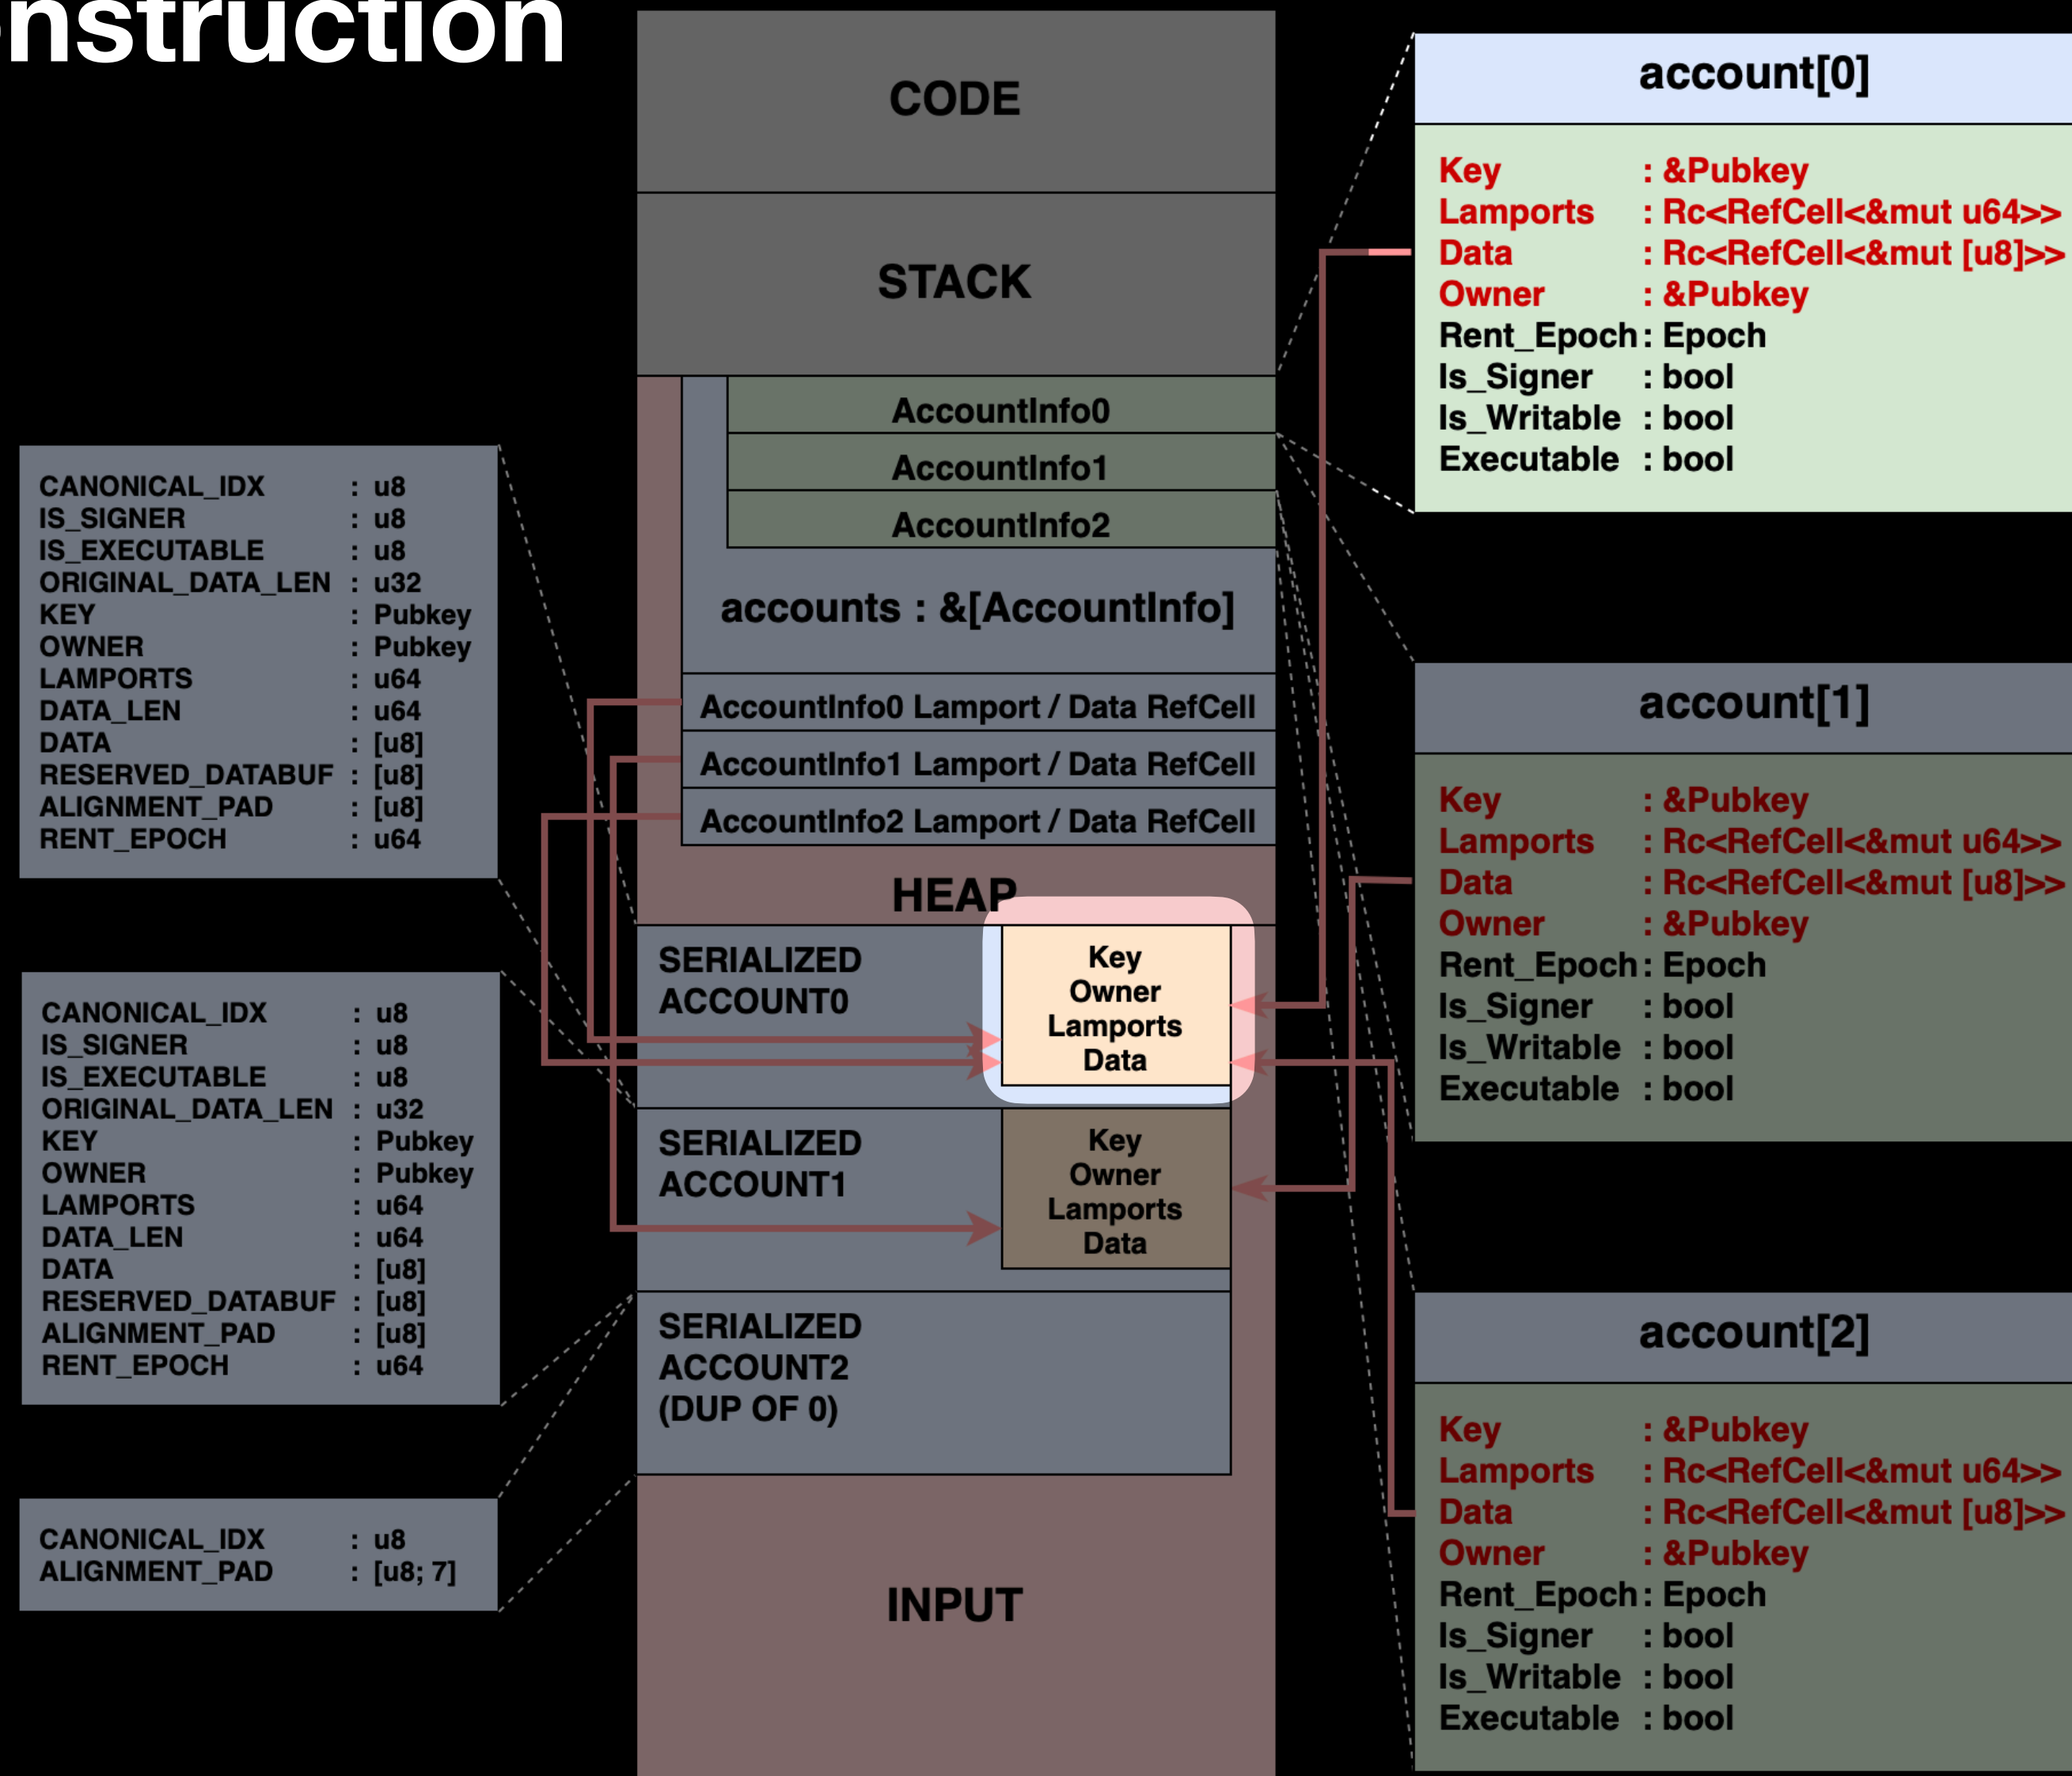 nstruction
CODE
STACK
AccountInfo0
AccountInfo1
AccountInfo2
accounts : &[AccountInfo]
AccountInfo0 Lamport / Data RefCell
AccountInfo1 Lamport / Data RefCell
AccountInfo2 Lamport / Data RefCell
HEAP
SERIALIZED
ACCOUNT0
Key
Owner
Lamports
Data
SERIALIZED
ACCOUNT1
Key
Owner
Lamports
Data
SERIALIZED
ACCOUNT2
(DUP OF 0)
INPUT
CANONICAL_IDX : u8
IS_SIGNER : u8
IS_EXECUTABLE : u8
ORIGINAL_DATA_LEN : u32
KEY : Pubkey
OWNER : Pubkey
LAMPORTS : u64
DATA_LEN : u64
DATA : [u8]
RESERVED_DATABUF : [u8]
ALIGNMENT_PAD : [u8]
RENT_EPOCH : u64
CANONICAL_IDX : u8
IS_SIGNER : u8
IS_EXECUTABLE : u8
ORIGINAL_DATA_LEN : u32
KEY : Pubkey
OWNER : Pubkey
LAMPORTS : u64
DATA_LEN : u64
DATA : [u8]
RESERVED_DATABUF : [u8]
ALIGNMENT_PAD : [u8]
RENT_EPOCH : u64
CANONICAL_IDX : u8
ALIGNMENT_PAD : [u8; 7]
account[0]
Key : &Pubkey
Lamports : Rc<RefCell<&mut u64>>
Data : Rc<RefCell<&mut [u8]>>
Owner : &Pubkey
Rent_Epoch : Epoch
Is_Signer : bool
Is_Writable : bool
Executable : bool
account[1]
Key : &Pubkey
Lamports : Rc<RefCell<&mut u64>>
Data : Rc<RefCell<&mut [u8]>>
Owner : &Pubkey
Rent_Epoch : Epoch
Is_Signer : bool
Is_Writable : bool
Executable : bool
account[2]
Key : &Pubkey
Lamports : Rc<RefCell<&mut u64>>
Data : Rc<RefCell<&mut [u8]>>
Owner : &Pubkey
Rent_Epoch : Epoch
Is_Signer : bool
Is_Writable : bool
Executable : bool